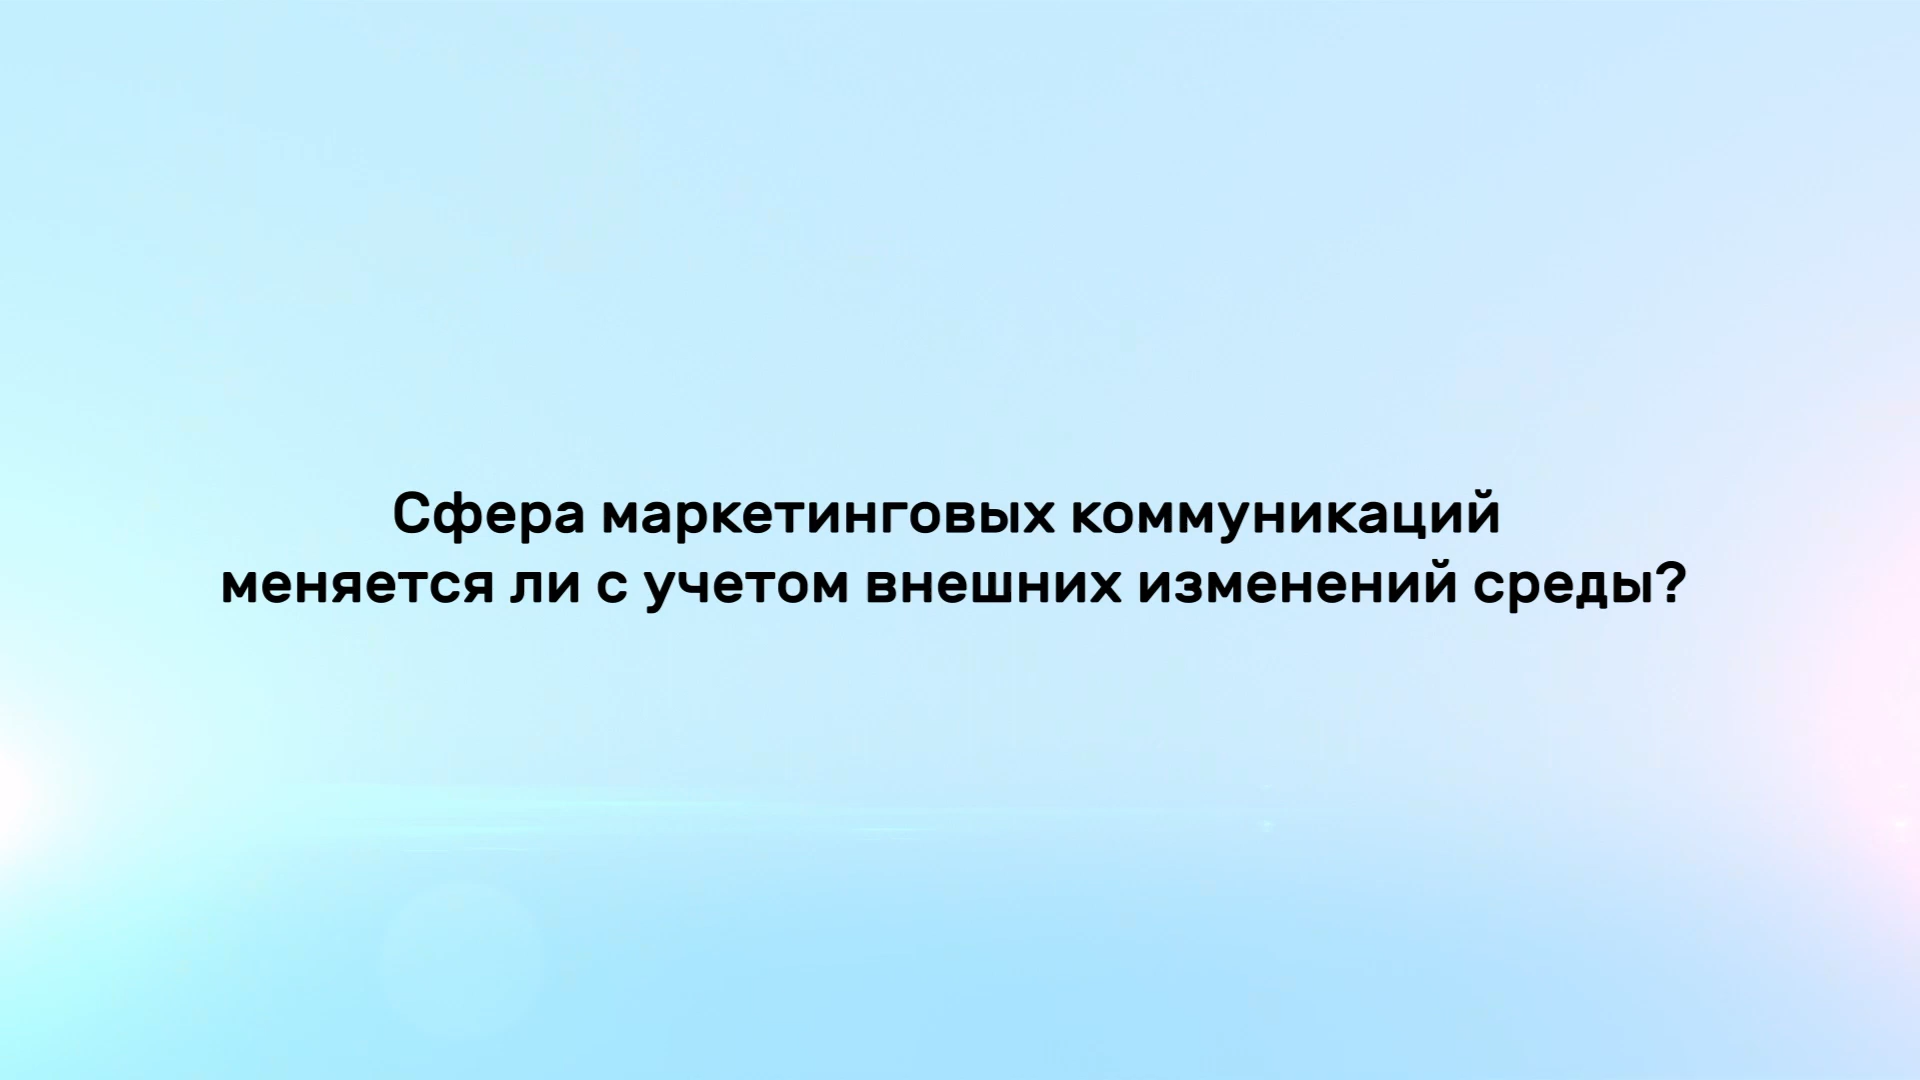 Сфера маркетинговых коммуникаций
меняется ли с учетом внешних изменений среды?